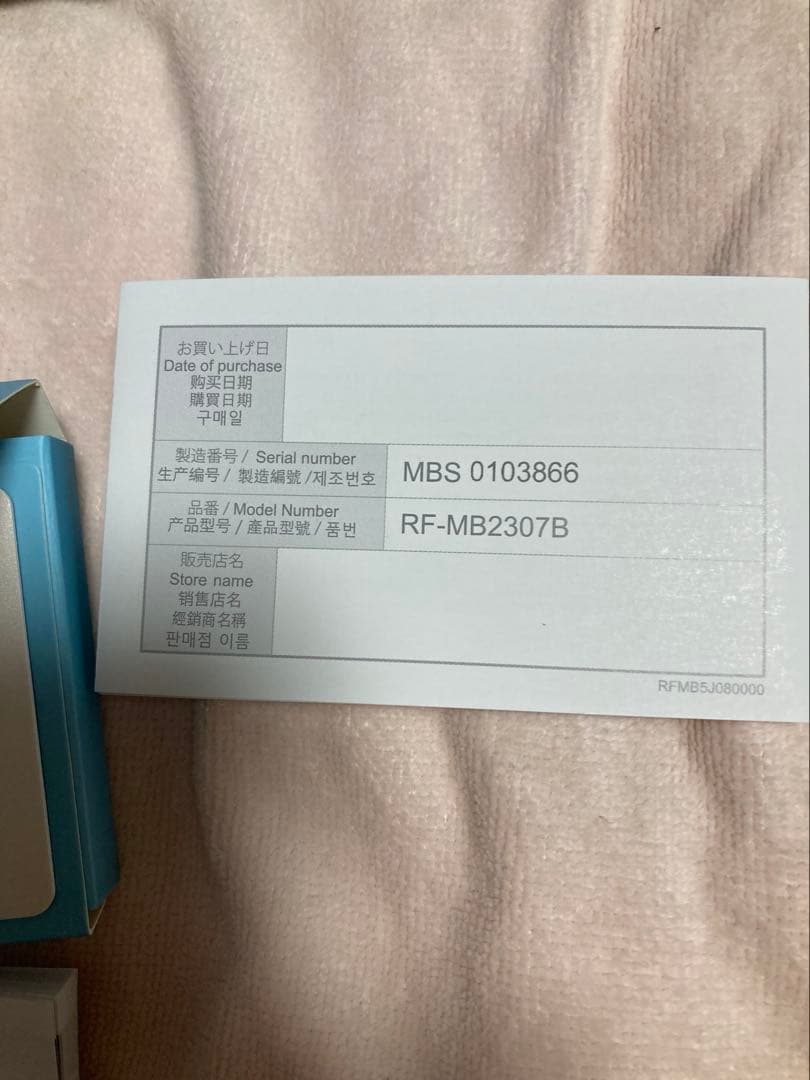 お買い上げ日
Date of purchase
购买日期
購買日期
구매일
製造番号 / Serial number
生产编号 / 製造編號 /제조번호
MBS 0103866
品番 / Model Number
产品型号 / 產品型號 / 품번
RF-MB2307B
販売店名
Store name
销售店名
經銷商名稱
판매점 이름
RFMB5J080000